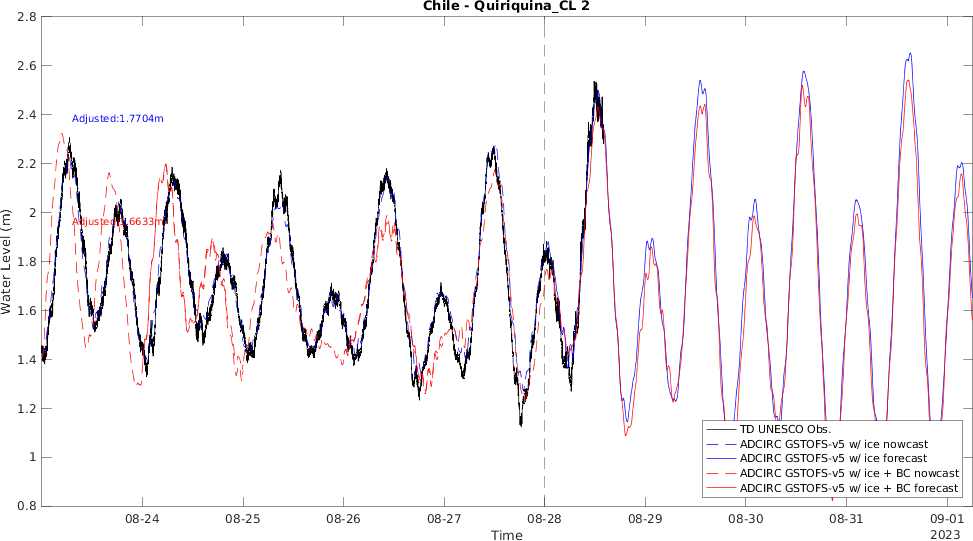 Chile - Quiriquina_CL 2
2.8
2.6
2.4
2.2
2
1.8
1.6
1.4
1.2
1
0.8
Water Level (m)
Adjusted:1.7704m
Adjusted:1.6633m
TD UNESCO Obs.
ADCIRC GSTOFS-v5 w/ ice nowcast
ADCIRC GSTOFS-v5 w/ ice forecast
ADCIRC GSTOFS-v5 w/ ice + BC nowcast
ADCIRC GSTOFS-v5 w/ ice + BC forecast
08-24 08-25 08-26 08-27 08-28 08-29 08-30 08-31 09-01
2023
Time